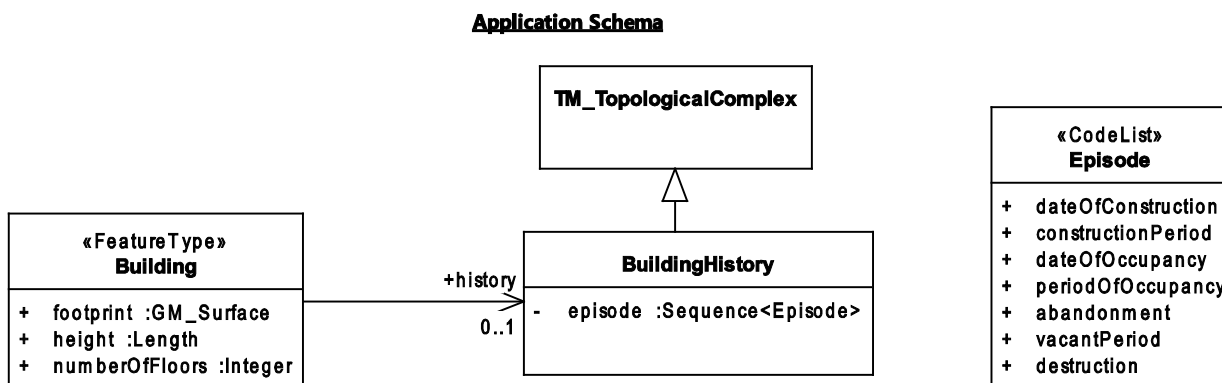 Application Schema
TM_TopologicalComplex
«CodeList»
Episode
+ dateOfConstruction
+ constructionPeriod
+ dateOfOccupancy
+ periodOfOccupancy
+ abandonment
+ vacantPeriod
+ destruction
«FeatureType»
Building
+ footprint :GM_Surface
+ height :Length
+ numberOfFloors :Integer
+history
0..1
BuildingHistory
- episode :Sequence<Episode>